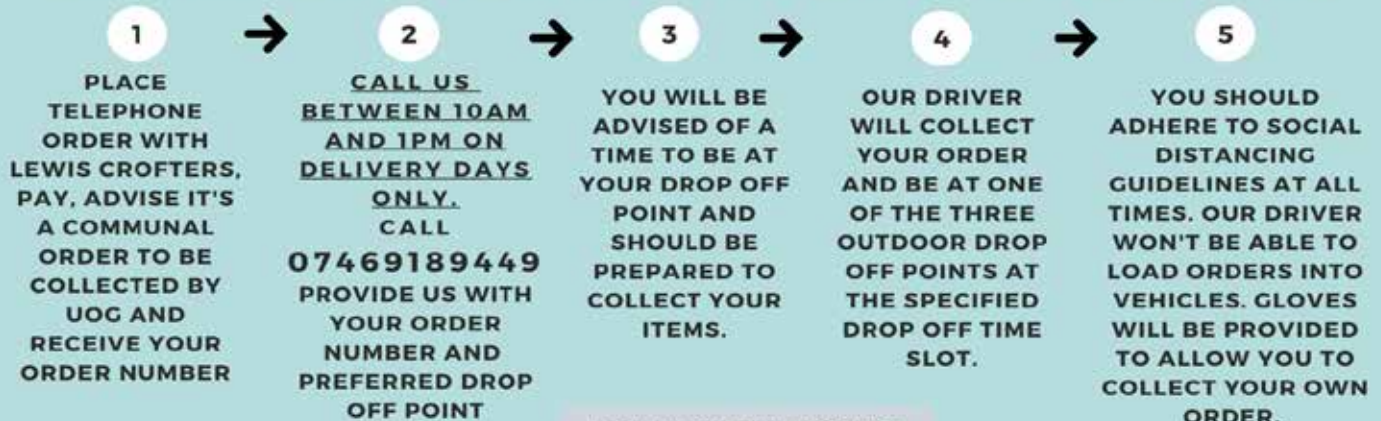 1
PLACE
TELEPHONE
ORDER WITH
LEWIS CROFTERS,
PAY, ADVISE IT'S
A COMMUNAL
ORDER TO BE
COLLECTED BY
UOG AND
RECEIVE YOUR
ORDER NUMBER
2
CALL US
BETWEEN 10AM
AND 1PM ON
DELIVERY DAYS
ONLY.
CALL
07469189449
PROVIDE US WITH
YOUR ORDER
NUMBER AND
PREFERRED DROP
OFF POINT
3
YOU WILL BE
ADVISED OF A
TIME TO BE AT
YOUR DROP OFF
POINT AND
SHOULD BE
PREPARED TO
COLLECT YOUR
ITEMS.
4
OUR DRIVER
WILL COLLECT
YOUR ORDER
AND BE AT ONE
OF THE THREE
OUTDOOR DROP
OFF POINTS AT
THE SPECIFIED
DROP OFF TIME
SLOT.
5
YOU SHOULD
ADHERE TO SOCIAL
DISTANCING
GUIDELINES AT ALL
TIMES. OUR DRIVER
WON'T BE ABLE TO
LOAD ORDERS INTO
VEHICLES. GLOVES
WILL BE PROVIDED
TO ALLOW YOU TO
COLLECT YOUR OWN
ORDER.